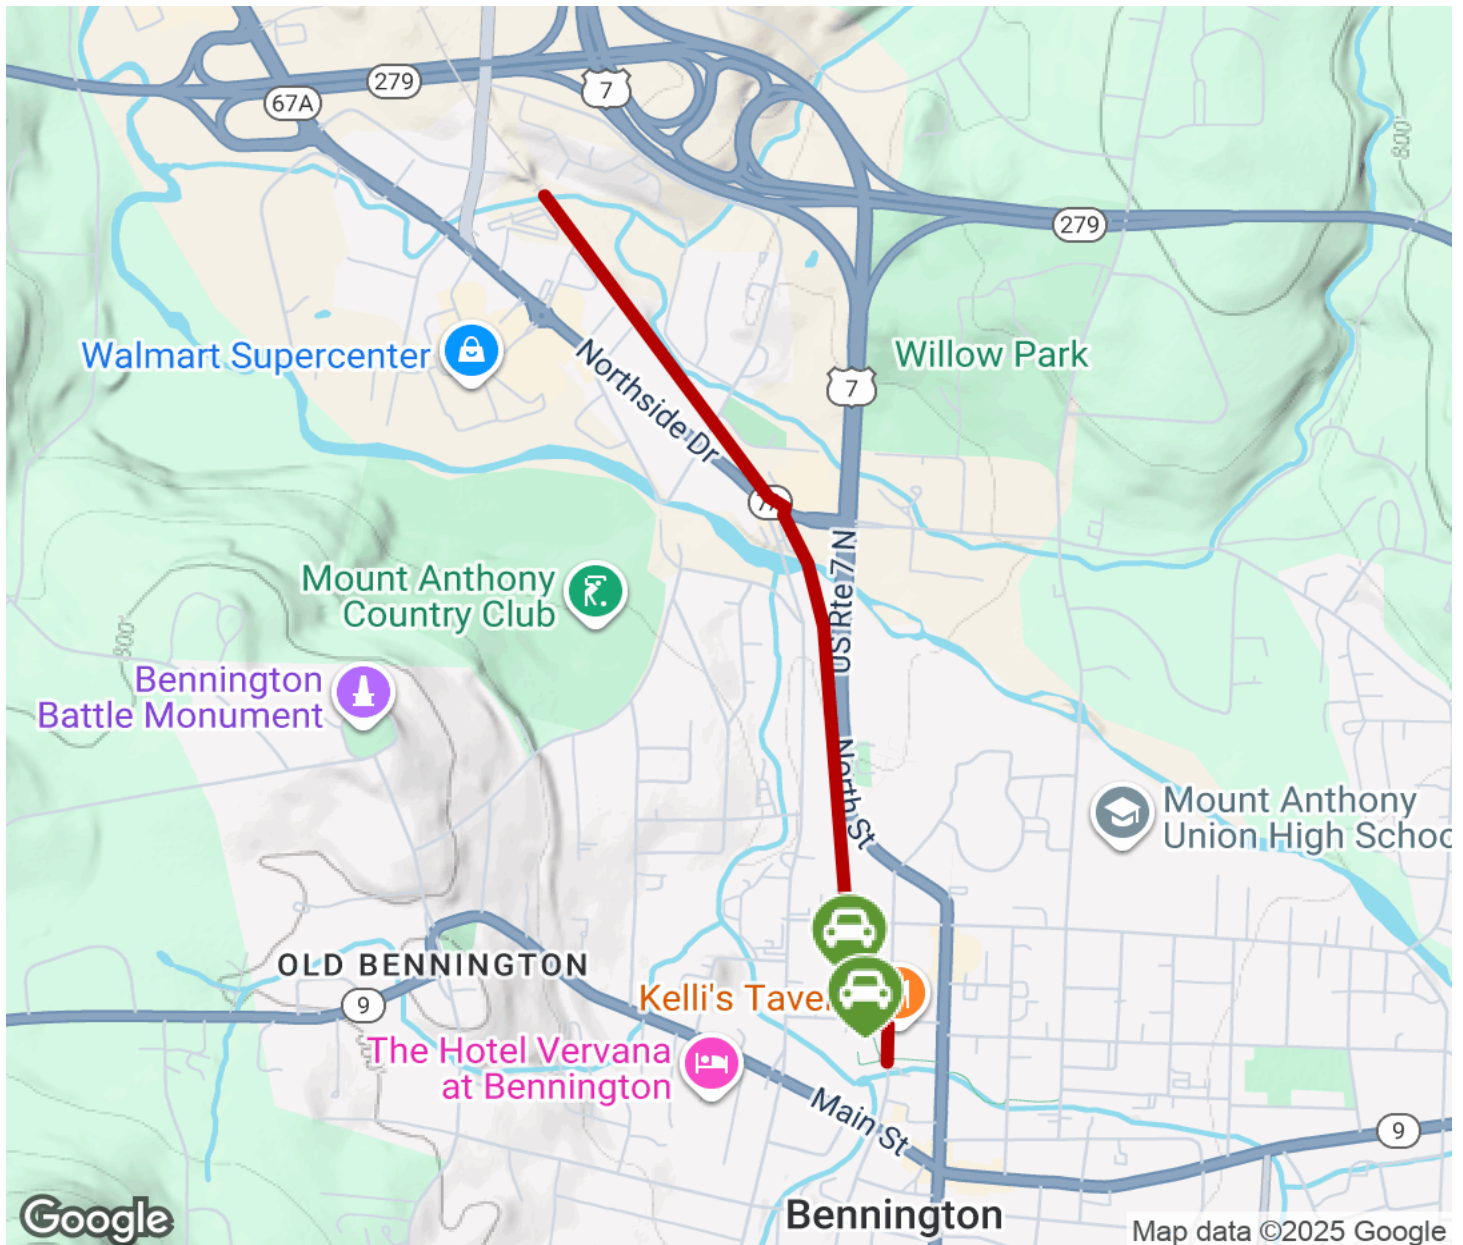 279
67A
7
800'
279
Walmart Supercenter
Willow Park
7
Northside Dr
US Rte 7 N
Mount Anthony
Country Club
800'
Bennington
Battle Monument
North St
Mount Anthony
Union High Schoo
OLD BENNINGTON
9
Kelli's Tave
The Hotel Vervana
at Bennington
Main St
9
Bennington
Google
Map data ©2025 Google